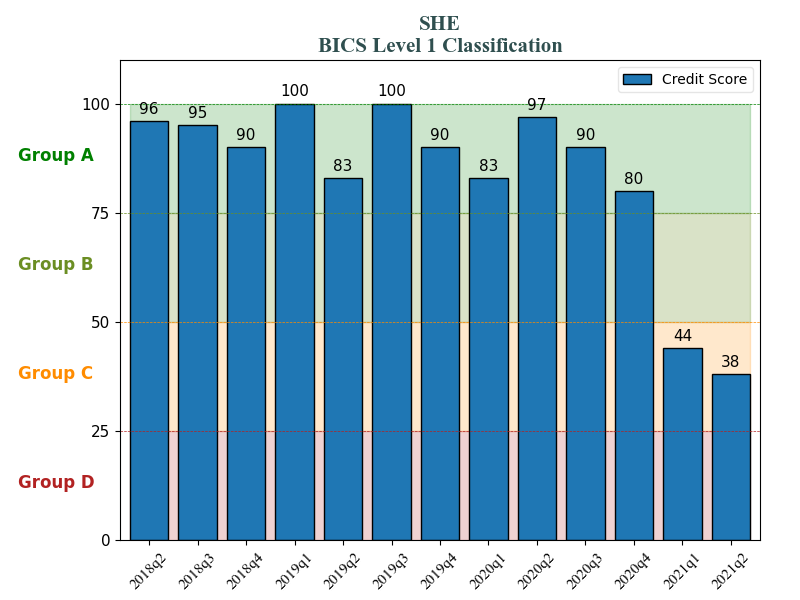 SHE
BICS Level 1 Classification
Credit Score
100
75
50
25
0
Group A
Group B
Group C
Group D
96
95
90
100
83
100
90
83
97
90
80
44
38
2018q2
2018q3
2018q4
2019q1
2019q2
2019q3
2019q4
2020q1
2020q2
2020q3
2020q4
2021q1
2021q2